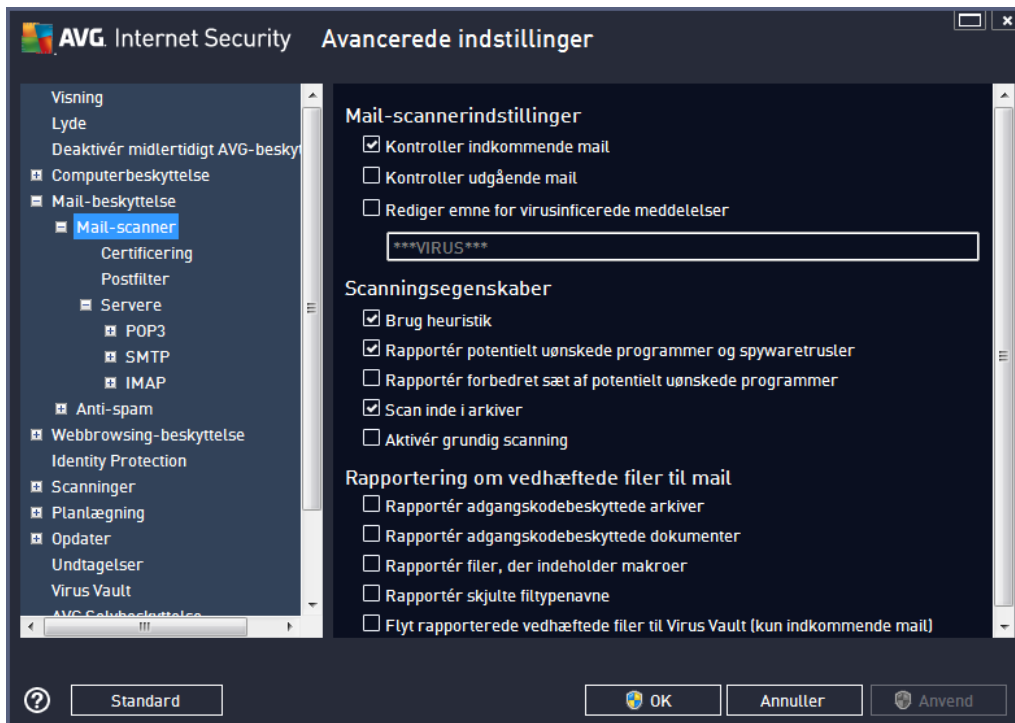 AVG. Internet Security Avancerede indstillinger
Visning
Lyde
Deaktivér midlertidigt AVG-beskyt
Computerbeskyttelse
Mail-beskyttelse
Mail-scanner
Certificering
Postfilter
Servere
POP3
SMTP
IMAP
Anti-spam
Webbrowsing-beskyttelse
Identity Protection
Scanninger
Planlægning
Opdater
Undtagelser
Virus Vault
AVG Selvbeskyttelse
Mail-scannerindstillinger
Kontroller indkommende mail
Kontroller udgående mail
Rediger emne for virusinficerede meddelelser
***VIRUS***
Scanningsegenskaber
Brug heuristik
Rapportér potentielt uønskede programmer og spywaretrusler
Rapportér forbedret sæt af potentielt uønskede programmer
Scan inde i arkiver
Aktivér grundig scanning
Rapportering om vedhæftede filer til mail
Rapportér adgangskodebeskyttede arkiver
Rapportér adgangskodebeskyttede dokumenter
Rapportér filer, der indeholder makroer
Rapportér skjulte filtypenavne
Flyt rapporterede vedhæftede filer til Virus Vault (kun indkommende mail)
Standard
OK
Annuller
Anvend